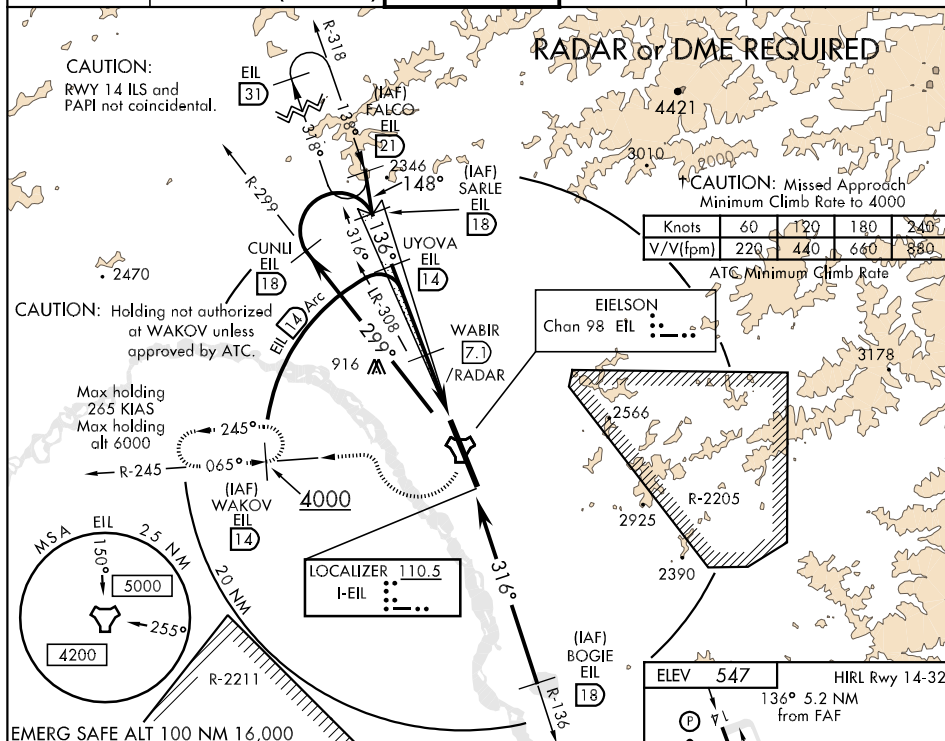 RADAR or DME REQUIRED
CAUTION:
RWY 14 ILS and
PAPI not coincidental.
R-318
EIL
31
138°
318°
(IAF)
FALCO
EIL
21
2346
148°
4421
3010
2000
(IAF)
SARLE
EIL
18
CAUTION: Missed Approach
Minimum Climb Rate to 4000
Knots 60 120 180 240
V/V(fpm) 220 440 660 880
ATC Minimum Climb Rate
R-299
CUNLI
EIL
18
316°
136°
UYOVA
EIL
14
2470
CAUTION: Holding not authorized
at WAKOV unless
approved by ATC.
EIL 14 Arc
LR-308
299°
916
WABIR
7.1
/RADAR
EIELSON
Chan 98 EIL
3178
Max holding
265 KIAS
Max holding
alt 6000
245°
R-245
065°
(IAF)
WAKOV
EIL
14
4000
2566
R-2205
2925
2390
MSA EIL 25 NM
150°
5000
255°
4200
20 NM
LOCALIZER 110.5
I-EIL
316°
(IAF)
BOGIE
EIL
18
R-136
R-2211
EMERG SAFE ALT 100 NM 16,000
ELEV 547
HIRL Rwy 14-32
136° 5.2 NM
from FAF
P